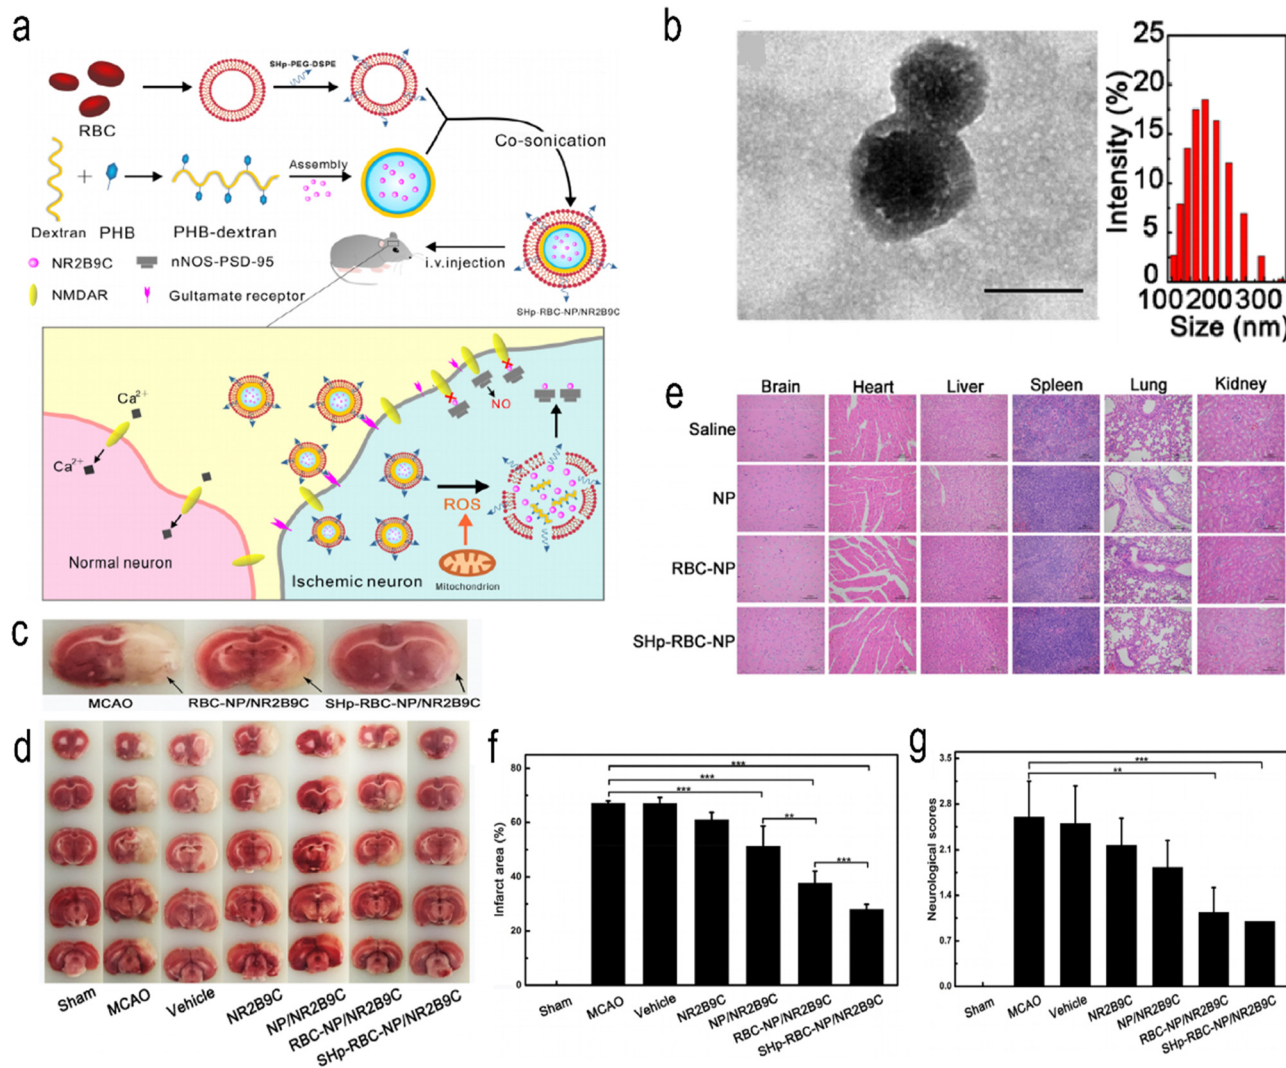 a
SHp-PEG-DSPE
RBC
Co-sonication
Assembly
Dextran
PHB
PHB-dextran
NR2B9C
nNOS-PSD-95
i.v.injection
NMDAR
Gultamate receptor
SHp-RBC-NP/NR2B9C
Ca2+
Ca2+
NO
ROS
Normal neuron
Ischemic neuron
Mitochondrion
b
25
20
15
10
5
0
Intensity (%)
100 200 300
Size (nm)
c
MCAO
RBC-NP/NR2B9C
SHp-RBC-NP/NR2B9C
d
Sham
MCAO
Vehicle
NR2B9C
NP/NR2B9C
RBC-NP/NR2B9C
SHp-RBC-NP/NR2B9C
e
Brain Heart Liver Spleen Lung Kidney
Saline
NP
RBC-NP
SHp-RBC-NP
f
80
60
40
20
0
Infarct area (%)
***
***
***
**
***
Sham
MCAO
Vehicle
NR2B9C
NP/NR2B9C
RBC-NP/NR2B9C
SHp-RBC-NP/NR2B9C
g
3.5
2.8
2.1
1.4
0.7
0.0
Neurological scores
***
**
Sham
MCAO
Vehicle
NR2B9C
NP/NR2B9C
RBC-NP/NR2B9C
SHp-RBC-NP/NR2B9C